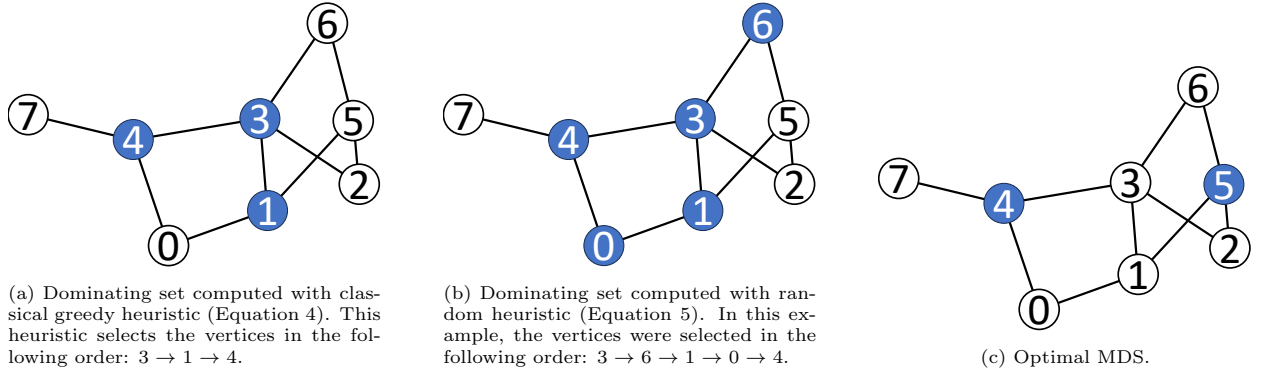 6
7
4
3
5
2
1
0
(a) Dominating set computed with clas-
sical greedy heuristic (Equation 4). This
heuristic selects the vertices in the fol-
lowing order: 3 → 1 → 4.
6
7
4
3
5
2
1
0
(b) Dominating set computed with ran-
dom heuristic (Equation 5). In this ex-
ample, the vertices were selected in the
following order: 3 → 6 → 1 → 0 → 4.
6
7
4
3
5
2
1
0
(c) Optimal MDS.